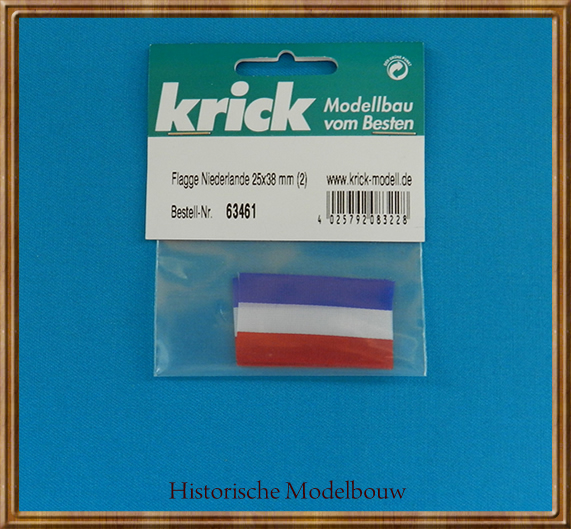 krick
Modellbau
vom Besten
Flagge Niederlande 25x38 mm (2)
www.krick-modell.de
Bestell-Nr. 63461
4 025792 083228
Historische Modelbouw